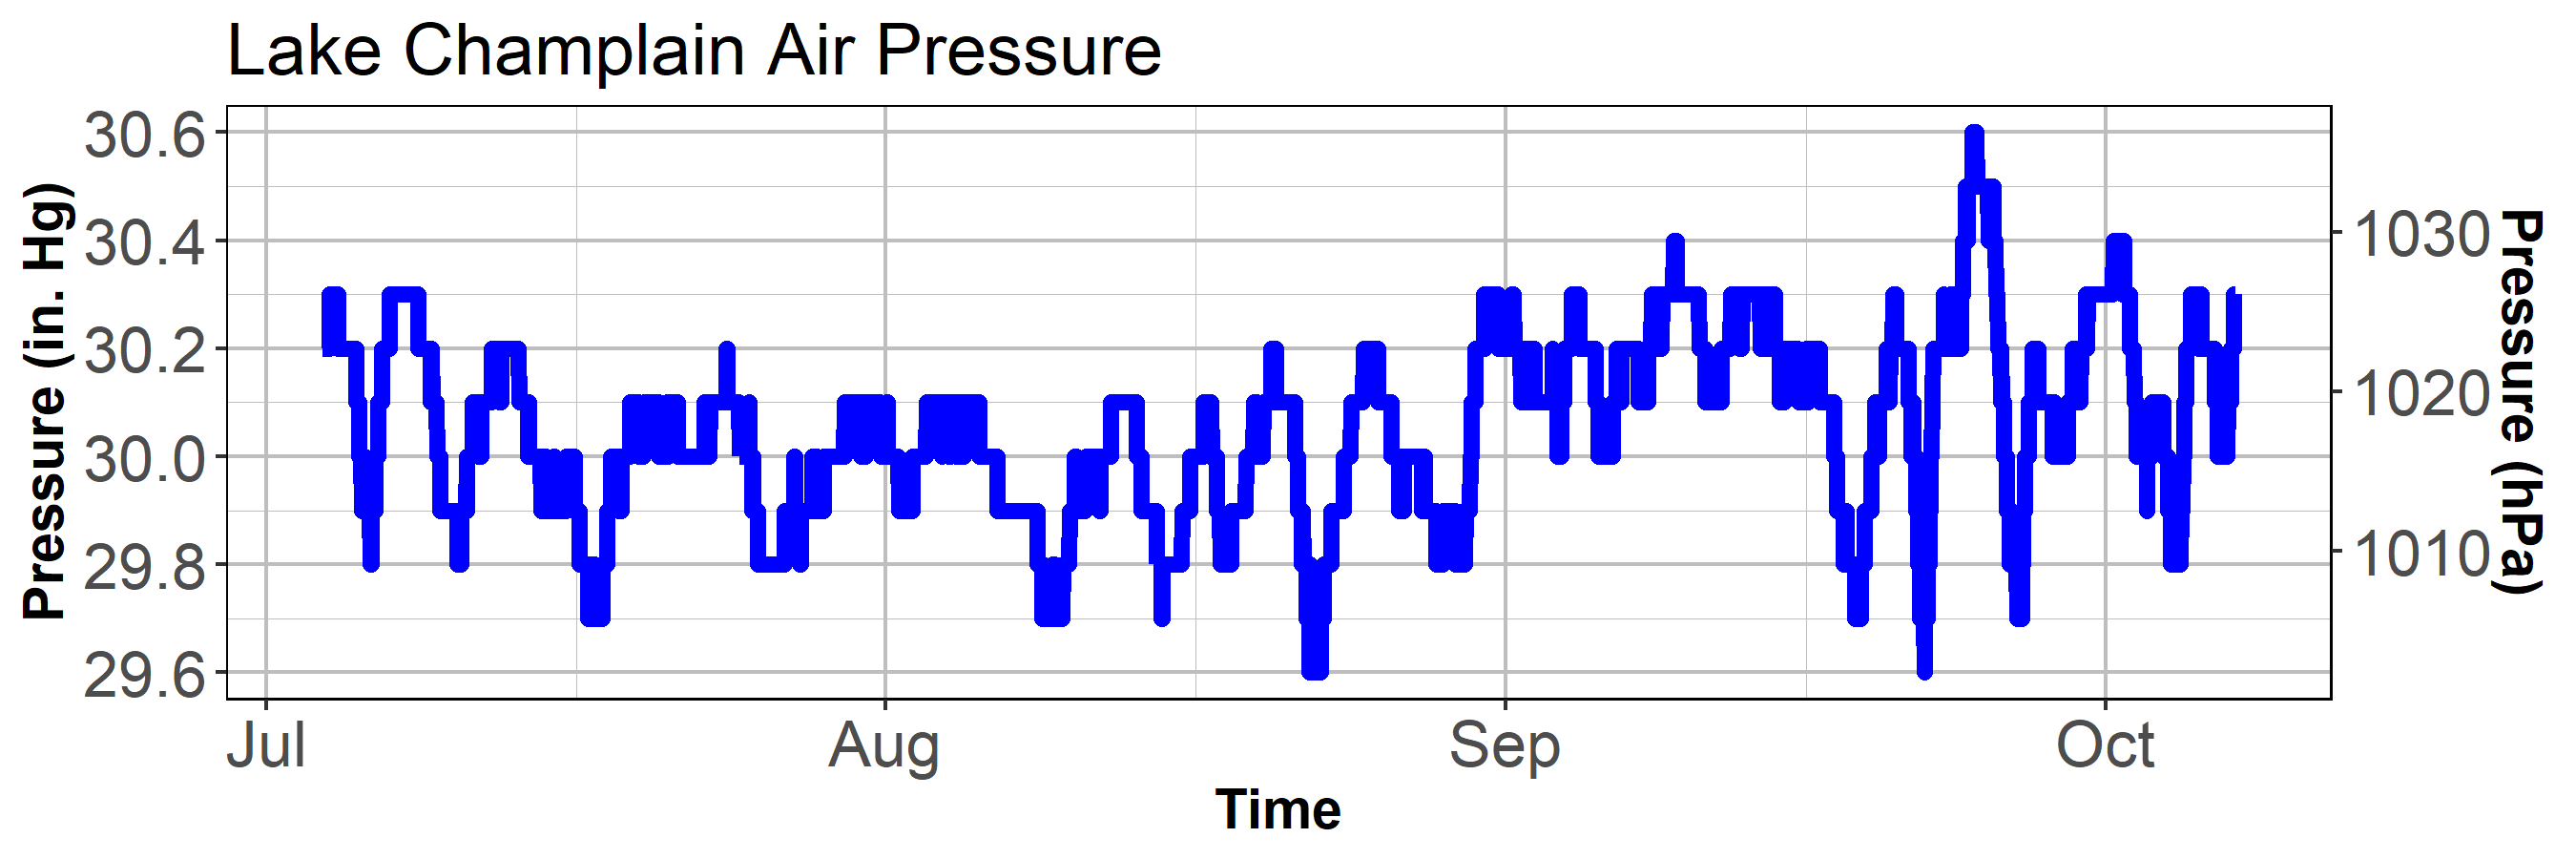 Lake Champlain Air Pressure
Pressure (in. Hg)
30.6
30.4
30.2
30.0
29.8
29.6
1030
1020
1010
Pressure (hPa)
Jul Aug Sep Oct
Time